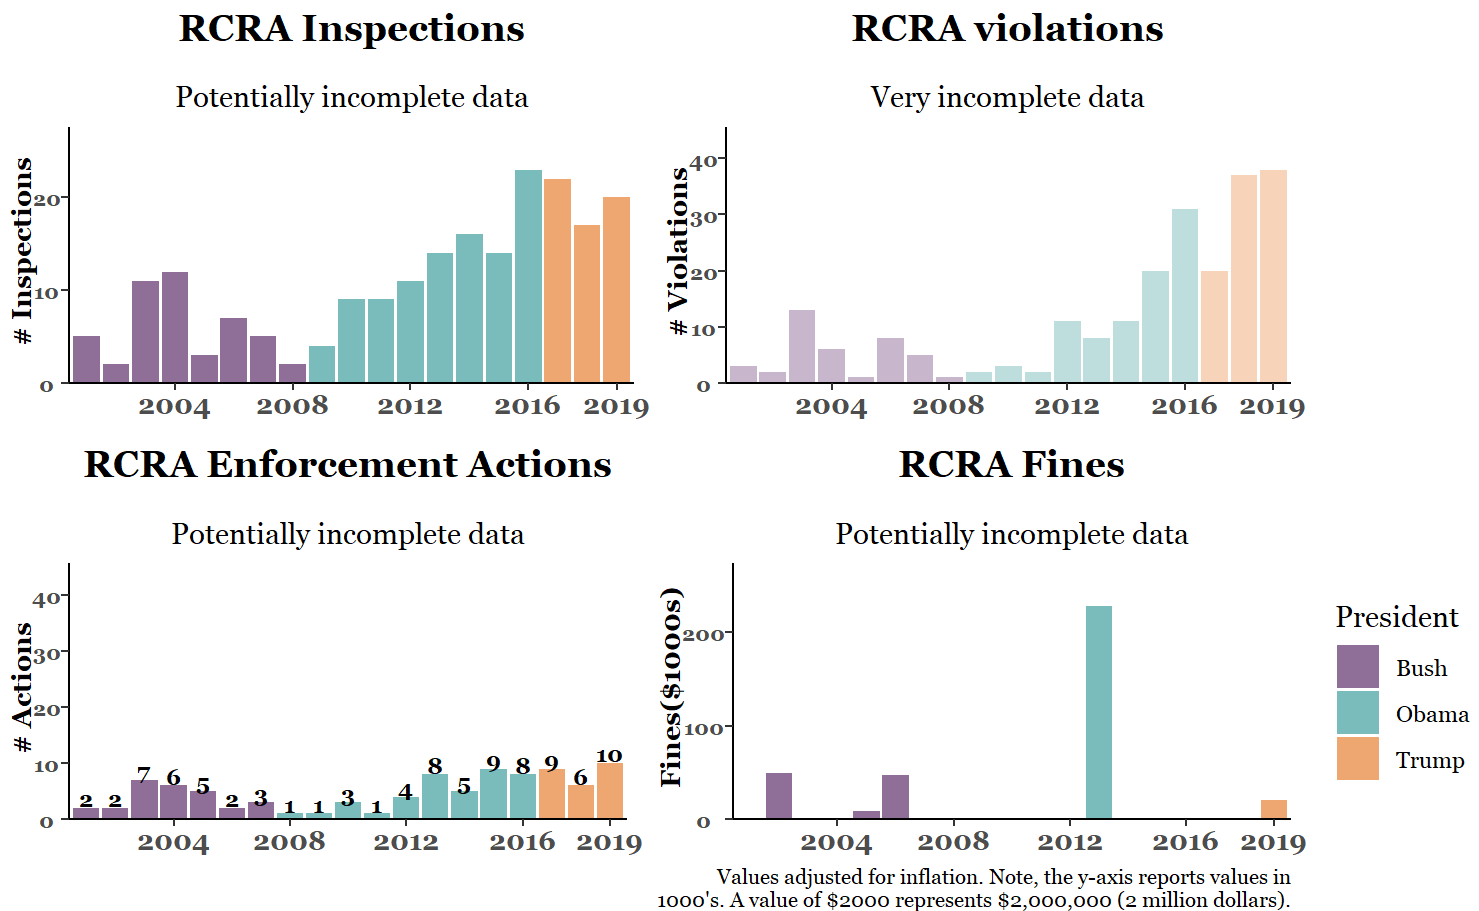 RCRA Inspections
Potentially incomplete data
# Inspections
20
10
0
2004 2008 2012 2016 2019
RCRA violations
Very incomplete data
# Violations
40
30
20
10
0
2004 2008 2012 2016 2019
RCRA Enforcement Actions
Potentially incomplete data
# Actions
40
30
20
10
0
2 2 7 6 5 2 3 1 1 3 1 4 8 5 9 8 9 6 10
2004 2008 2012 2016 2019
RCRA Fines
Potentially incomplete data
Fines($1000s)
200
100
0
2004 2008 2012 2016 2019
President
Bush
Obama
Trump
Values adjusted for inflation. Note, the y-axis reports values in
1000's. A value of $2000 represents $2,000,000 (2 million dollars).